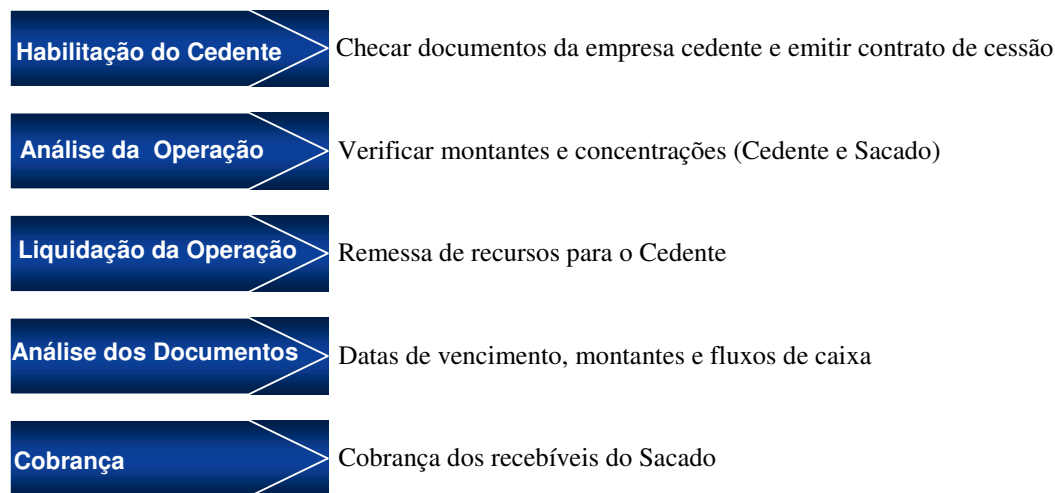 Habilitação do Cedente
Checar documentos da empresa cedente e emitir contrato de cessão
Análise da Operação
Verificar montantes e concentrações (Cedente e Sacado)
Liquidação da Operação
Remessa de recursos para o Cedente
Análise dos Documentos
Datas de vencimento, montantes e fluxos de caixa
Cobrança
Cobrança dos recebíveis do Sacado